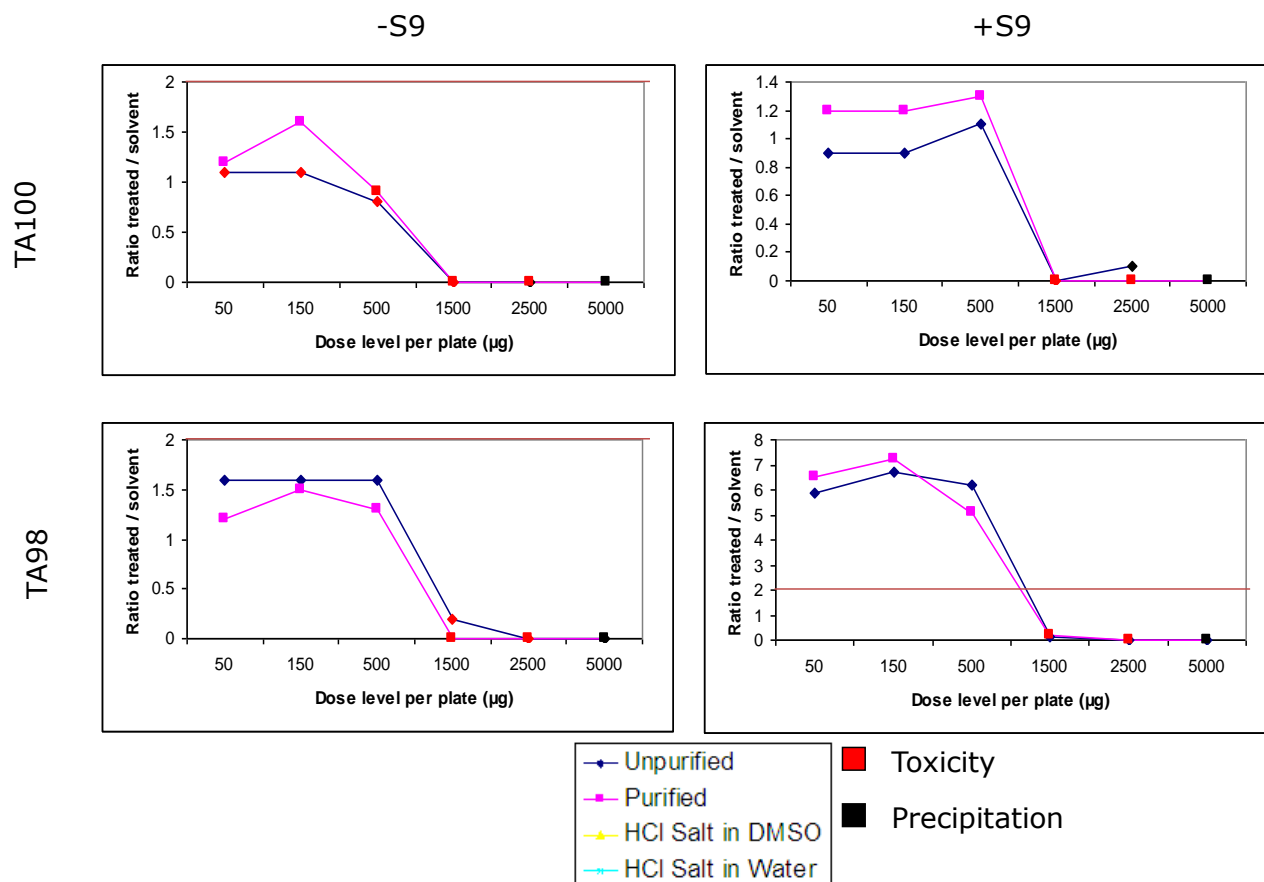 -S9
+S9
TA100
Ratio treated / solvent
2
1.5
1
0.5
0
50 150 500 1500 2500 5000
Dose level per plate (µg)
Ratio treated / solvent
1.4
1.2
1
0.8
0.6
0.4
0.2
0
50 150 500 1500 2500 5000
Dose level per plate (µg)
TA98
Ratio treated / solvent
2
1.5
1
0.5
0
50 150 500 1500 2500 5000
Dose level per plate (µg)
Ratio treated / solvent
8
7
6
5
4
3
2
1
0
50 150 500 1500 2500 5000
Dose level per plate (µg)
Unpurified
Purified
HCl Salt in DMSO
HCl Salt in Water
Toxicity
Precipitation